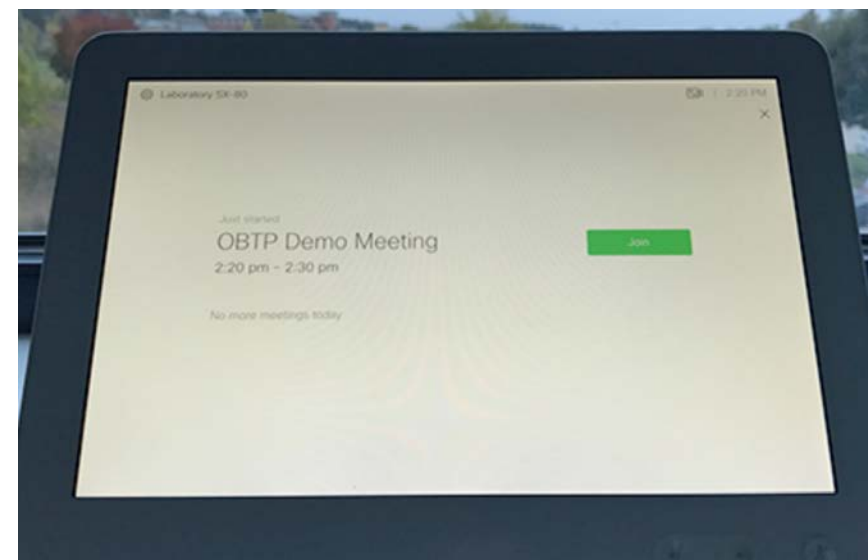 Laboratory SX-80
2:20 PM
Just started
OBTP Demo Meeting
Join
2:20 pm - 2:30 pm
No more meetings today